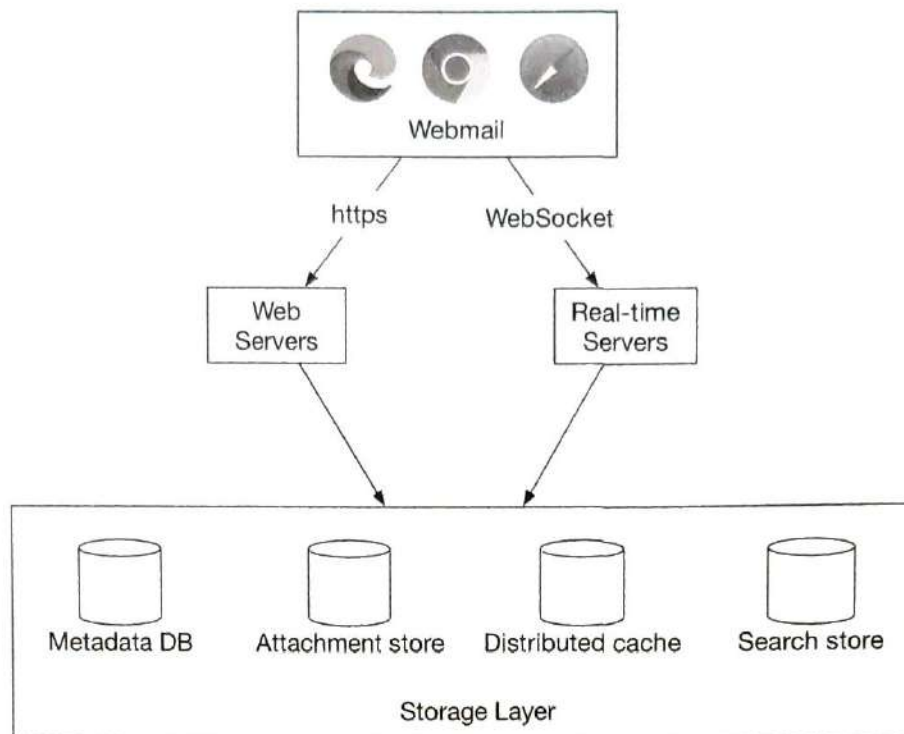 Webmail
https
WebSocket
Web
Servers
Real-time
Servers
Metadata DB
Attachment store
Distributed cache
Search store
Storage Layer